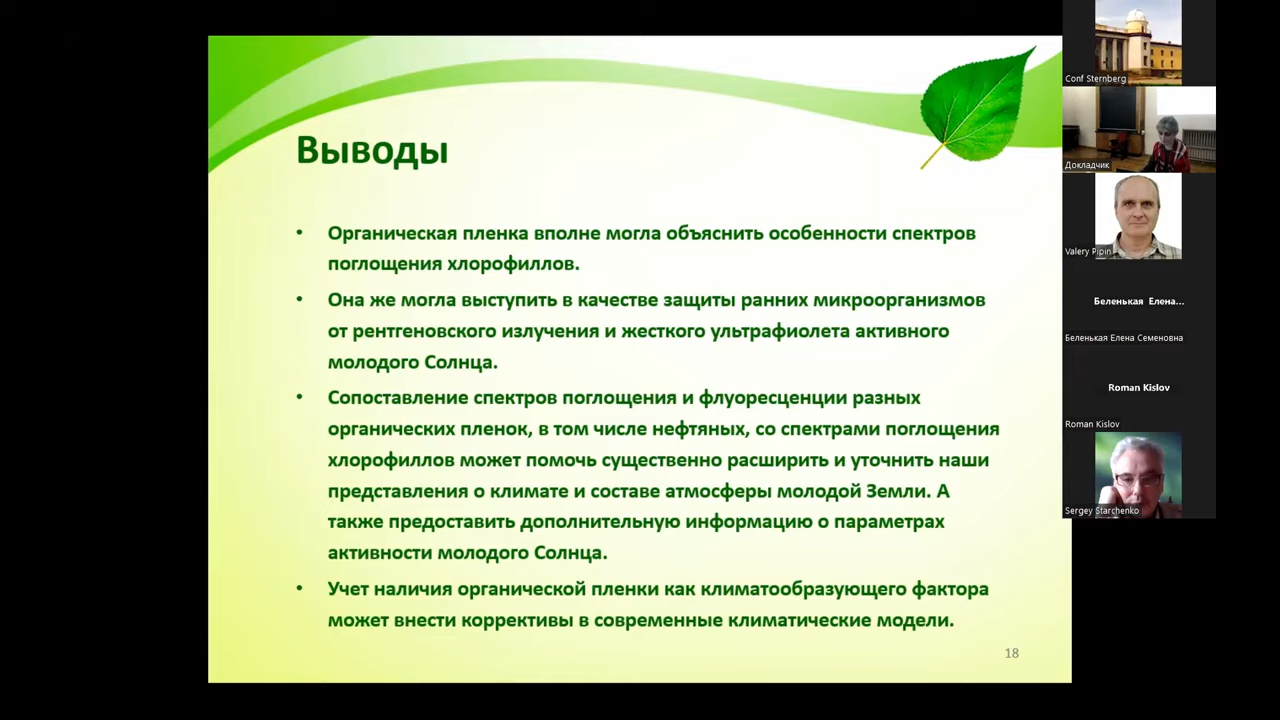 Выводы
• Органическая пленка вполне могла объяснить особенности спектров
поглощения хлорофиллов.
• Она же могла выступить в качестве защиты ранних микроорганизмов
от рентгеновского излучения и жесткого ультрафиолета активного
молодого Солнца.
• Сопоставление спектров поглощения и флуоресценции разных
органических пленок, в том числе нефтяных, со спектрами поглощения
хлорофиллов может помочь существенно расширить и уточнить наши
представления о климате и составе атмосферы молодой Земли. А
также предоставить дополнительную информацию о параметрах
активности молодого Солнца.
• Учет наличия органической пленки как климатообразующего фактора
может внести коррективы в современные климатические модели.
18
Conf Sternberg
Докладчик
Valery Pipin
Беленькая Елена...
Беленькая Елена Семеновна
Roman Kislov
Roman Kislov
Sergey Starchenko